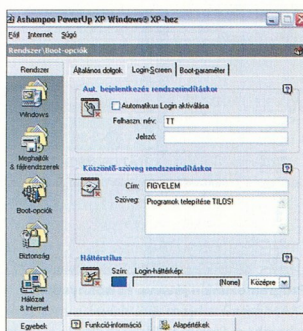 Ashampoo PowerUp XP Windows® XP-hez
Fájl Internet Súgó
Rendszer\Boot-opciók
Rendszer
Windows
Meghajtók & fájlrendszerek
Boot-opciók
Biztonság
Hálózat & Internet
Egyebek
Általános dolgok Login-Screen Boot-paraméter
Aut. bejelentkezés rendszerindításkor
Automatikus Login aktiválása
Felhaszn. név: TT
Jelszó:
Köszöntő-szöveg rendszerindításkor
Cím: FIGYELEM
Szöveg: Programok telepítése TILOS!
Háttérstílus
Szín: Login-háttérkép:
(None) Középre
Funkció-információ Alapértékek